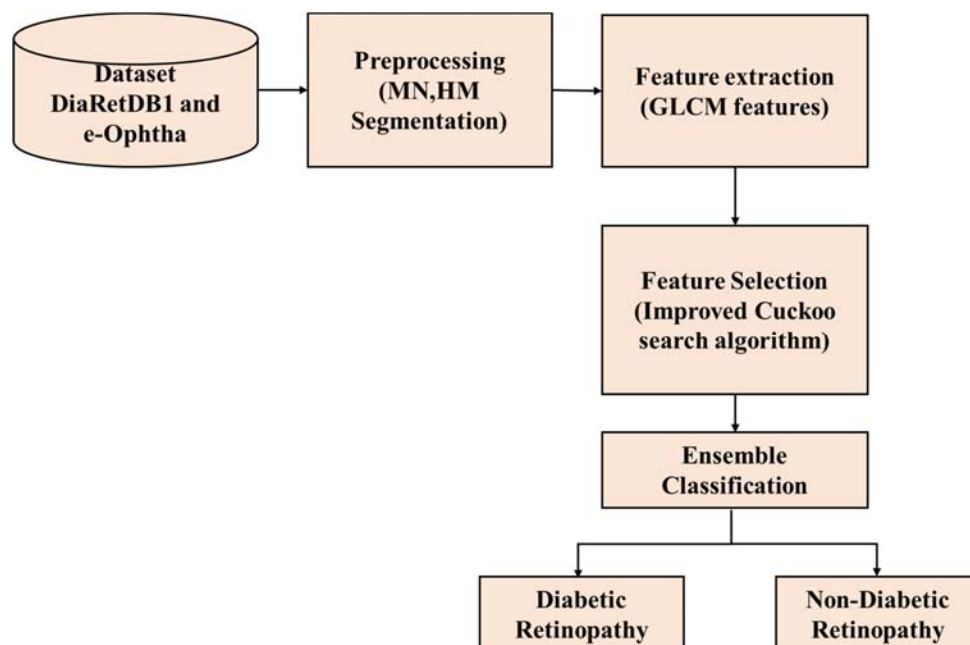 Dataset
DiaRetDB1 and
e-Ophtha
Preprocessing
(MN,HM
Segmentation)
Feature extraction
(GLCM features)
Feature Selection
(Improved Cuckoo
search algorithm)
Ensemble
Classification
Diabetic
Retinopathy
Non-Diabetic
Retinopathy